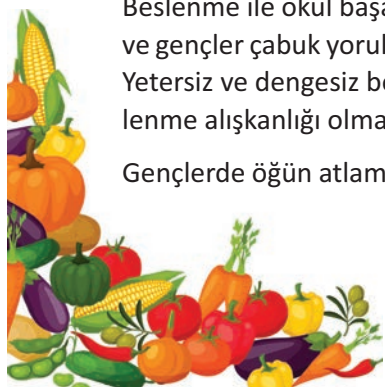 Beslenme ile okul başa
ve gençler çabuk yorul
Yetersiz ve dengesiz be
lenme alışkanlığı olma
Gençlerde öğün atlam